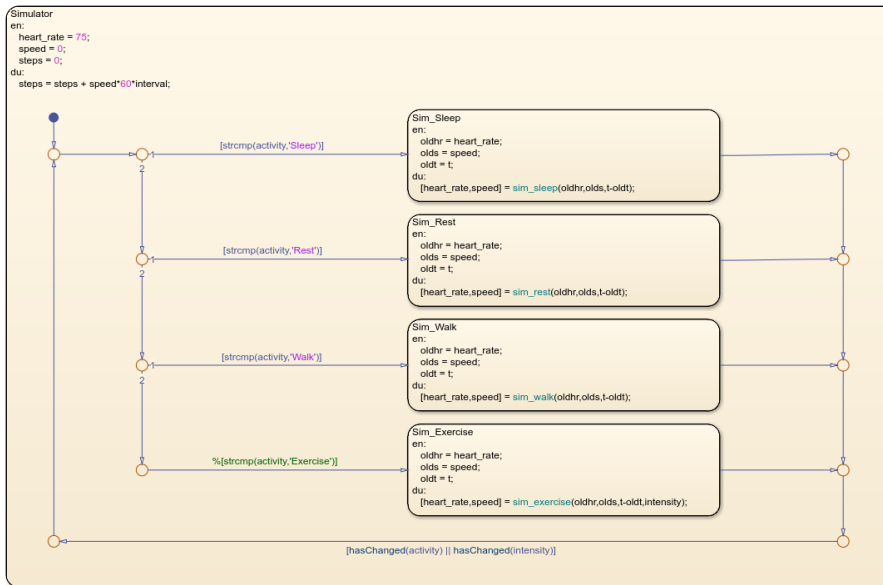 Simulator
en:
heart_rate = 75;
speed = 0;
steps = 0;
du:
steps = steps + speed*60*interval;
[strcmp(activity,'Sleep')]
1
2
Sim_Sleep
en:
oldhr = heart_rate;
olds = speed;
oldt = t;
du:
[heart_rate,speed] = sim_sleep(oldhr,olds,t-oldt);
[strcmp(activity,'Rest')]
1
2
Sim_Rest
en:
oldhr = heart_rate;
olds = speed;
oldt = t;
du:
[heart_rate,speed] = sim_rest(oldhr,olds,t-oldt);
[strcmp(activity,'Walk')]
1
2
Sim_Walk
en:
oldhr = heart_rate;
olds = speed;
oldt = t;
du:
[heart_rate,speed] = sim_walk(oldhr,olds,t-oldt);
%[strcmp(activity,'Exercise')]
Sim_Exercise
en:
oldhr = heart_rate;
olds = speed;
oldt = t;
du:
[heart_rate,speed] = sim_exercise(oldhr,olds,t-oldt,intensity);
[hasChanged(activity) || hasChanged(intensity)]